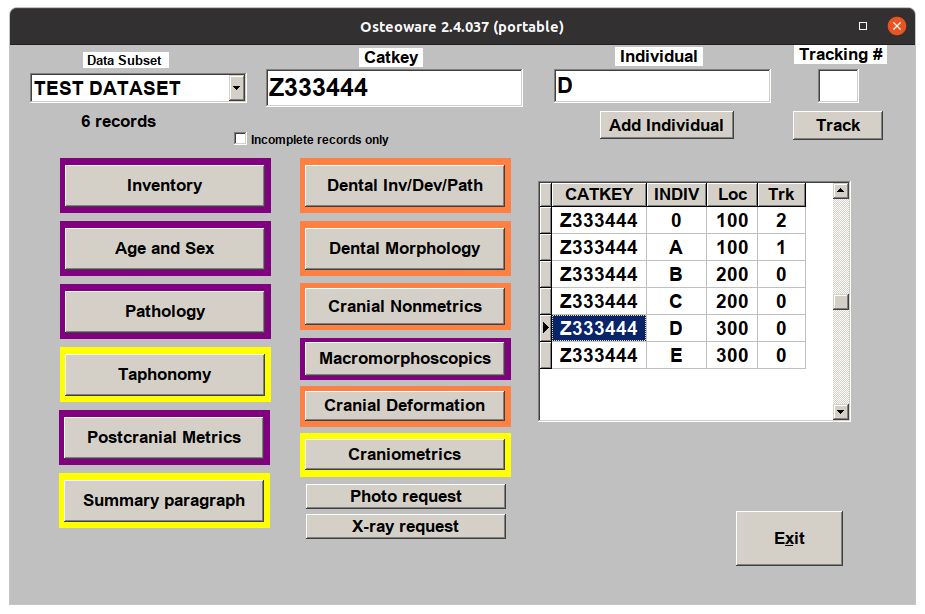 Osteoware 2.4.037 (portable)
Data Subset
Catkey
Individual
Tracking #
TEST DATASET
Z333444
D
6 records
Add Individual
Track
Incomplete records only
Inventory
Age and Sex
Pathology
Taphonomy
Postcranial Metrics
Summary paragraph
Dental Inv/Dev/Path
Dental Morphology
Cranial Nonmetrics
Macromorphoscopics
Cranial Deformation
Craniometrics
Photo request
X-ray request
CATKEY INDIV Loc Trk
Z333444 0 100 2
Z333444 A 100 1
Z333444 B 200 0
Z333444 C 200 0
Z333444 D 300 0
Z333444 E 300 0
Exit